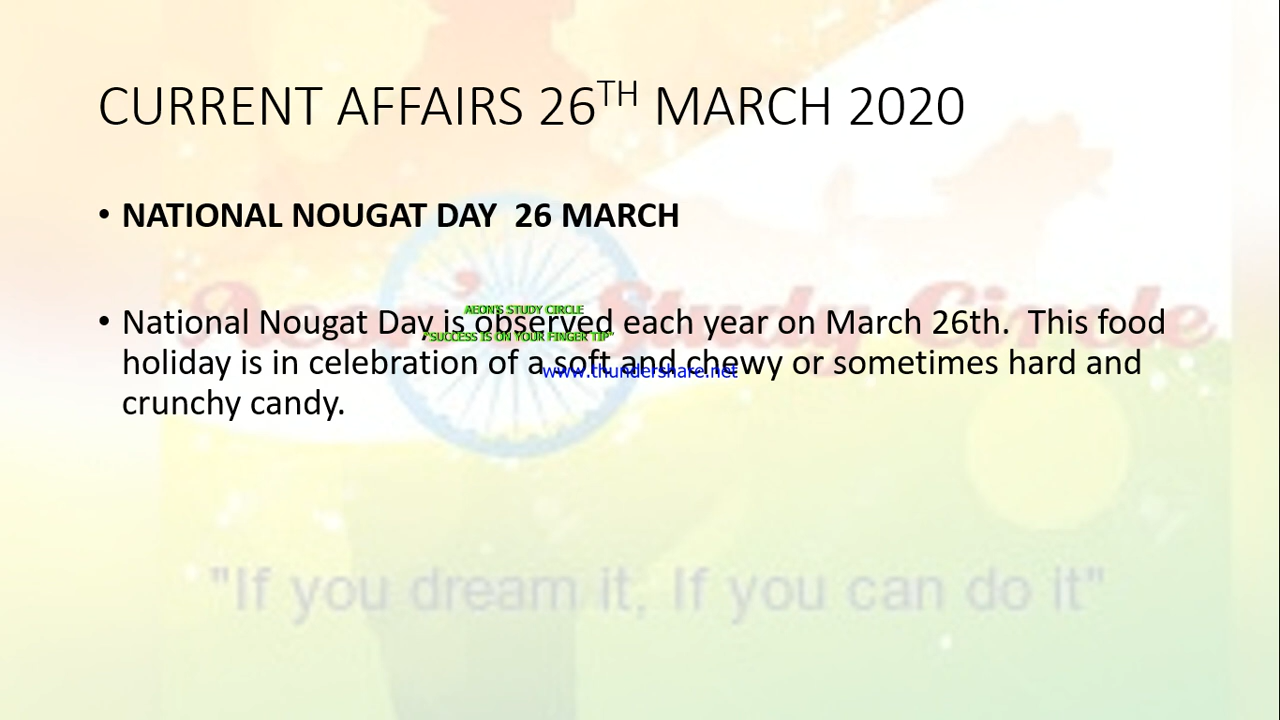 CURRENT AFFAIRS 26TH MARCH 2020
• NATIONAL NOUGAT DAY 26 MARCH
Aeon's Study Circle
AEON'S STUDY CIRCLE
• National Nougat Day is observed each year on March 26th. This food
"SUCCESS IS ON YOUR FINGER TIP"
holiday is in celebration of a soft and chewy or sometimes hard and
www.thundershare.net
crunchy candy.
"If you dream it, If you can do it"